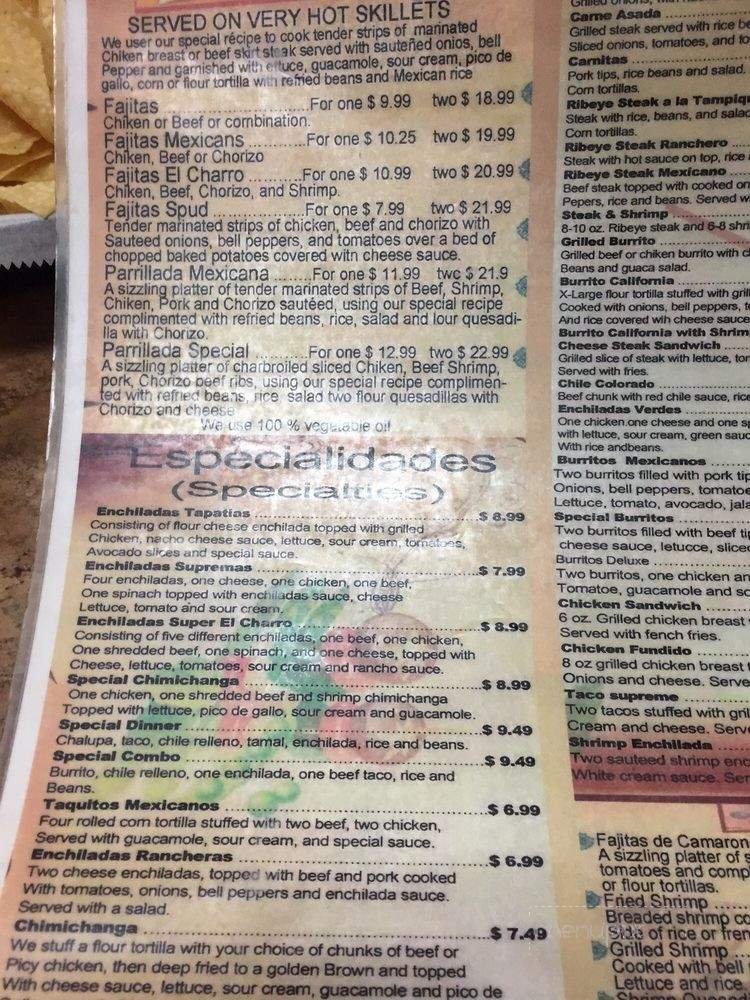 SERVED ON VERY HOT SKILLETS
We user our special récipe to cook tender strips of marinated
Chiken breast or beef skirt steak served with sauteñed onios, bell
Pepper and garnished with guacamole, sour cream, pico de
gallo, corn or flour tortilla with refried beans and Mexican rice
Fajitas ..................For one $ 9.99 two $ 18.99
Chiken or Beef or combination.
Fajitas Mexicans ............For one $ 10.25 two $ 19.99
Chiken, Beef or Chorizo
Fajitas El Charro ...........For one $ 10.99 two $ 20.99
Chiken, Beef, Chorizo, and Shrimp.
Fajitas Spud ...................For one $ 7.99 two $ 21.99
Tender marinated strips of chicken, beef and chorizo with
Sauteed onions, bell peppers, and tomatoes over a bed of
chopped baked potatoes covered with cheese sauce.
Parrillada Mexicana ........For one $ 11.99 $ 21.9
A sizzling platter of tender marinated strips of Beef, Shrimp,
Chiken, Pork and Chorizo sautéed, using our special recipe
complimented with refried beans, rice, salad and lour quesadi-
lla with Chorizo.
Parrillada Special ...........For one $ 12.99 two $ 22.99
A sizzling platter of charbroiled sliced Chiken, Beef Shrimp,
pork, Chorizo beef ribs, using our special recipe complimen-
ted with refried beans, rice salad two flour quesadillas with
Chorizo and cheese
We use 100 % vegetable oil
Especialidades
(Specialties)
Enchiladas Tapatias ..........$ 8.99
Consisting of flour cheese enchilada topped with grilled
Chicken, nacho cheese sauce, lettuce, sour cream, tomatoes,
Avocado slices and special sauce.
Enchiladas Supremas ..........$ 7.99
Four enchiladas, one cheese, one chicken, one beef,
One spinach topped with enchiladas sauce, cheese
Lettuce, tomato and sour cream.
Enchiladas Super El Charro ..........$ 8.99
Consisting of five different enchiladas, one beef, one chicken,
One shredded beef, one spinach, and one cheese, topped with
Cheese, lettuce, tomatoes, sour cream and rancho sauce.
Special Chimichanga ..........$ 8.99
One chicken, one shredded beef and shrimp chimichanga
Topped with lettuce, pico de gallo, sour cream and guacamole.
Special Dinner ..........$ 9.49
Chalupa, taco, chile relleno, tamal, enchilada, rice and beans.
Special Combo ..........$ 9.49
Burrito, chile relleno, one enchilada, one beef taco, rice and
Beans.
Taquitos Mexicanos ..........$ 6.99
Four rolled corn tortilla stuffed with two beef, two chicken,
Served with guacamole, sour cream, and special sauce.
Enchiladas Rancheras ..........$ 6.99
Two cheese enchiladas, topped with beef and pork cooked
With tomatoes, onions, bell peppers and enchilada sauce.
Served with a salad.
Chimichanga ..........$ 7.49
We stuff a flour tortilla with your choice of chunks of beef or
Picy chicken, then deep fried to a golden Brown and topped
With cheese sauce, lettuce, sour cream, guacamole and pico de
Carne Asada
Grilled steak served with rice
Sliced onions, tomatoes, and
Carnitas
Pork tips, rice beans and salad.
Corn tortillas.
Ribeye Steak a la
Steak with rice, beans, and
Corn tortillas.
Ribeye Steak Ranchero
Steak with hot sauce on top, rice
Ribeye Steak Mexicano
Beef steak topped with cooked
Pepers, rice and beans. Served
Steak & Shrimp
8-10 oz. Ribeye steak and 6-8
Grilled Burrito
Grilled beef or chiken burrito with
Beans and guaca salad.
Burrito California
X-Large flour tortilla stuffed with
Cooked with onions, bell peppers,
And rice covered wih cheese sauce
Burrito California with
Cheese Steak Sandwich
Grilled slice of steak with lettuce,
Served with fries.
Chile Colorado
Beef chunk with red chile sauce,
Enchiladas Verdes
One chicken.one cheese and one
with lettuce, sour cream, green
With rice andbeans.
Burritos Mexicanos
Two burritos filled with pork
Onions, bell peppers,
Lettuce, tomato, avocado,
Special Burritos
Two burritos filled with beef
cheese sauce, letucce,
Burritos Deluxe
Two burritos, one chicken
Tomatoe, guacamole and
Chicken Sandwich
6 oz. Grilled chicken breast
Served with fench fries.
Chicken Fundido
8 oz grilled chicken breast
Onions and cheese.
Taco supreme
Two tacos stuffed with
Cream and cheese.
Shrimp Enchilada
Two sauteed shrimp
White cream sauce.
Fajitas de
A sizzling platter of
tomatoes and
or flour tortillas.
Fried Shrimp
Breaded shrimp
of rice or
Grilled Shrimp
Cooked with bell
Lettuce and rice.